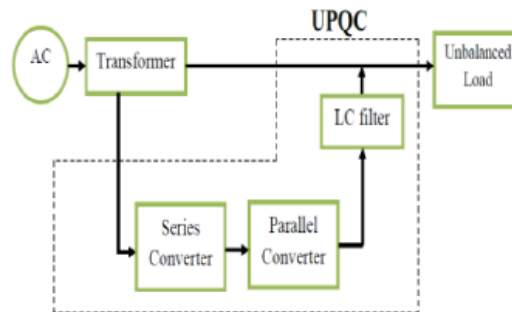 UPQC
AC
Transformer
Unbalanced
Load
LC filter
Series
Converter
Parallel
Converter